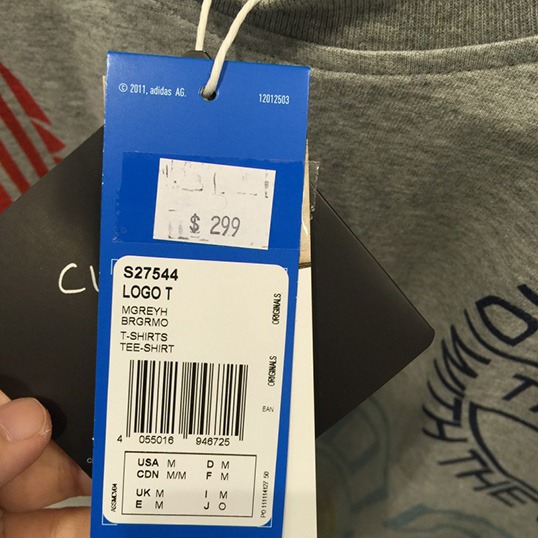 © 2011, adidas AG.
12012503
$ 299
S27544
LOGO T
MGREYH
BRGRMO
T-SHIRTS
TEE-SHIRT
ORIGINALS
ORIGINALS
EAN
4 055016 946725
USA M D M
CDN M/M F M
UK M I M
E M J O
THE